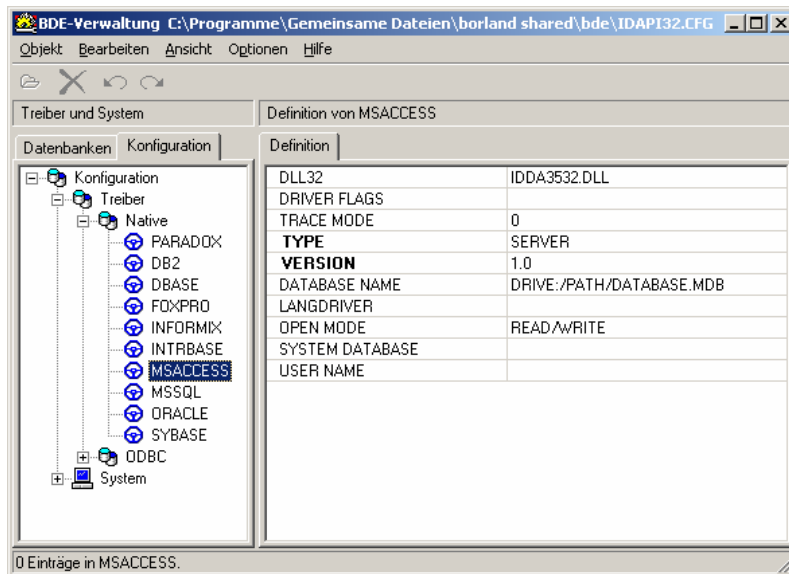 BDE-Verwaltung C:\Programme\Gemeinsame Dateien\borland shared\bde\IDAPI32.CFG
Objekt Bearbeiten Ansicht Optionen Hilfe
Treiber und System
Definition von MSACCESS
Datenbanken Konfiguration
Definition
Konfiguration
Treiber
Native
PARADOX
DB2
DBASE
FOXPRO
INFORMIX
INTRBASE
MSACCESS
MSSQL
ORACLE
SYBASE
ODBC
System
DLL32 IDDA3532.DLL
DRIVER FLAGS
TRACE MODE 0
TYPE SERVER
VERSION 1.0
DATABASE NAME DRIVE:/PATH/DATABASE.MDB
LANGDRIVER
OPEN MODE READ/WRITE
SYSTEM DATABASE
USER NAME
0 Einträge in MSACCESS.